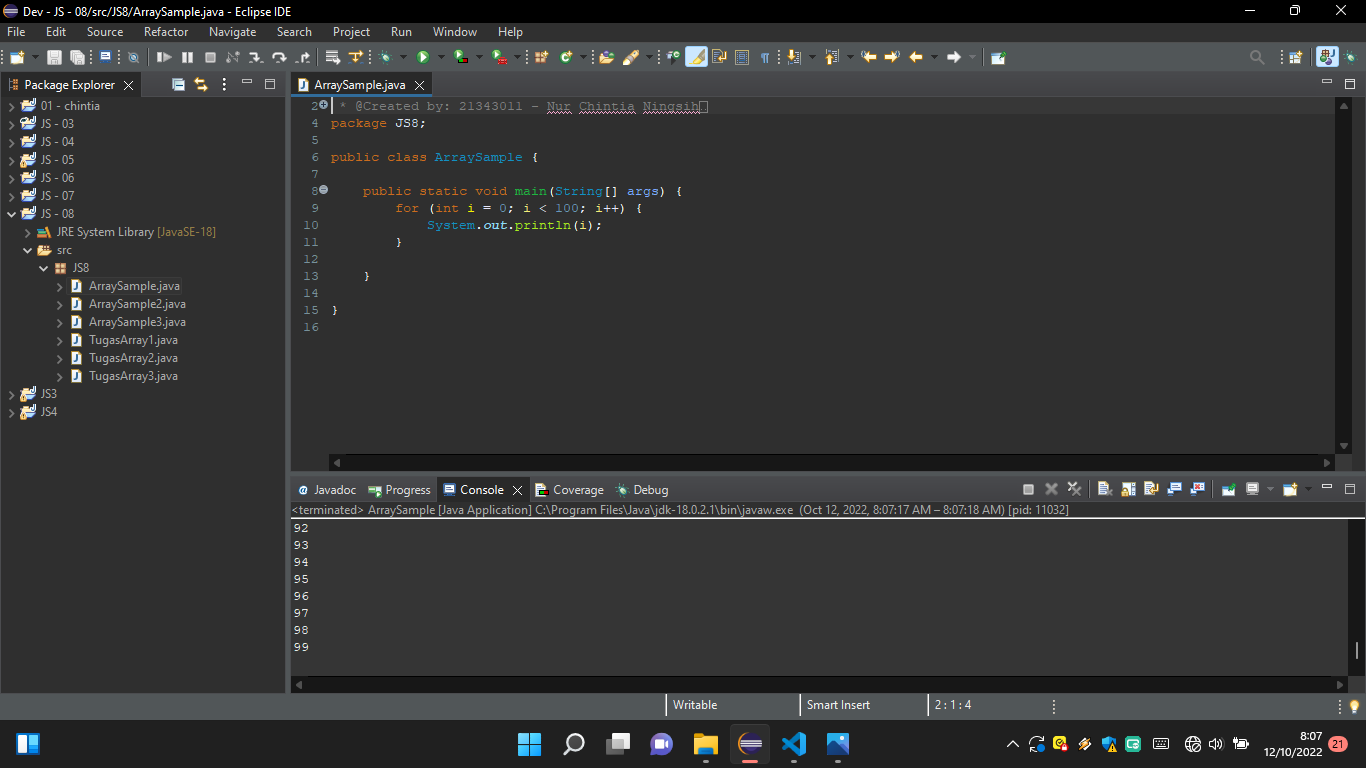 Dev - JS - 08/src/JS8/ArraySample.java - Eclipse IDE
File Edit Source Refactor Navigate Search Project Run Window Help
Package Explorer
01 - chintia
JS - 03
JS - 04
JS - 05
JS - 06
JS - 07
JS - 08
JRE System Library [JavaSE-18]
src
JS8
ArraySample.java
ArraySample2.java
ArraySample3.java
TugasArray1.java
TugasArray2.java
TugasArray3.java
JS3
JS4
ArraySample.java
2 * @Created by: 21343011 - Nur Chintia Ningsih
4 package JS8;
5
6 public class ArraySample {
7
8 public static void main(String[] args) {
9 for (int i = 0; i < 100; i++) {
10 System.out.println(i);
11 }
12
13 }
14
15 }
16
Javadoc Progress Console Coverage Debug
<terminated> ArraySample [Java Application] C:\Program Files\Java\jdk-18.0.2.1\bin\javaw.exe (Oct 12, 2022, 8:07:17 AM – 8:07:18 AM) [pid: 11032]
92
93
94
95
96
97
98
99
Writable Smart Insert 2 : 1 : 4
8:07
12/10/2022
21